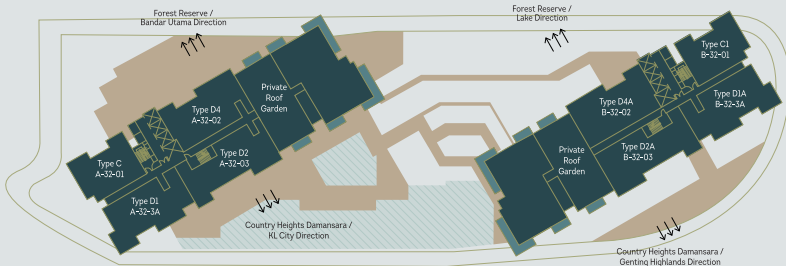 Forest Reserve /
Bandar Utama Direction
Forest Reserve /
Lake Direction
Type C1
B-32-01
Private
Roof
Garden
Type D4
A-32-02
Type D4A
B-32-02
Type D1A
B-32-3A
Type D2
A-32-03
Type D2A
B-32-03
Private
Roof
Garden
Type C
A-32-01
Type D1
A-32-3A
Country Heights Damansara /
KL City Direction
Country Heights Damansara /
Genting Highlands Direction